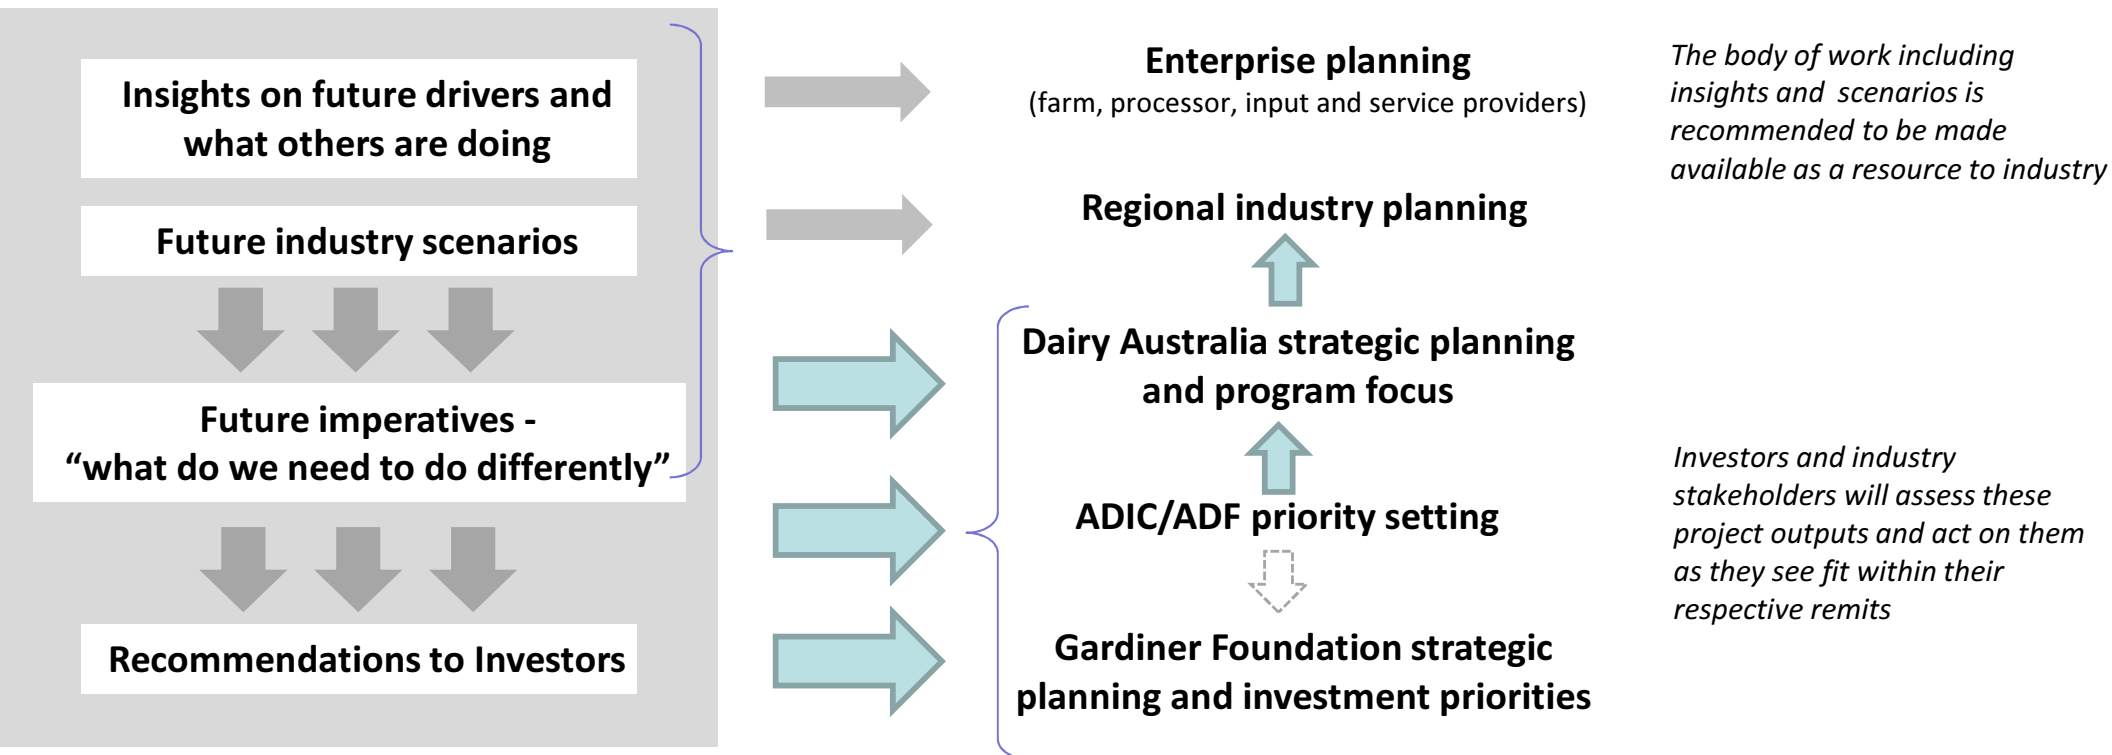 Insights on future drivers and
what others are doing
Future industry scenarios
Future imperatives -
“what do we need to do differently”
Recommendations to Investors
Enterprise planning
(farm, processor, input and service providers)
Regional industry planning
Dairy Australia strategic planning
and program focus
ADIC/ADF priority setting
Gardiner Foundation strategic
planning and investment priorities
The body of work including
insights and scenarios is
recommended to be made
available as a resource to industry
Investors and industry
stakeholders will assess these
project outputs and act on them
as they see fit within their
respective remits